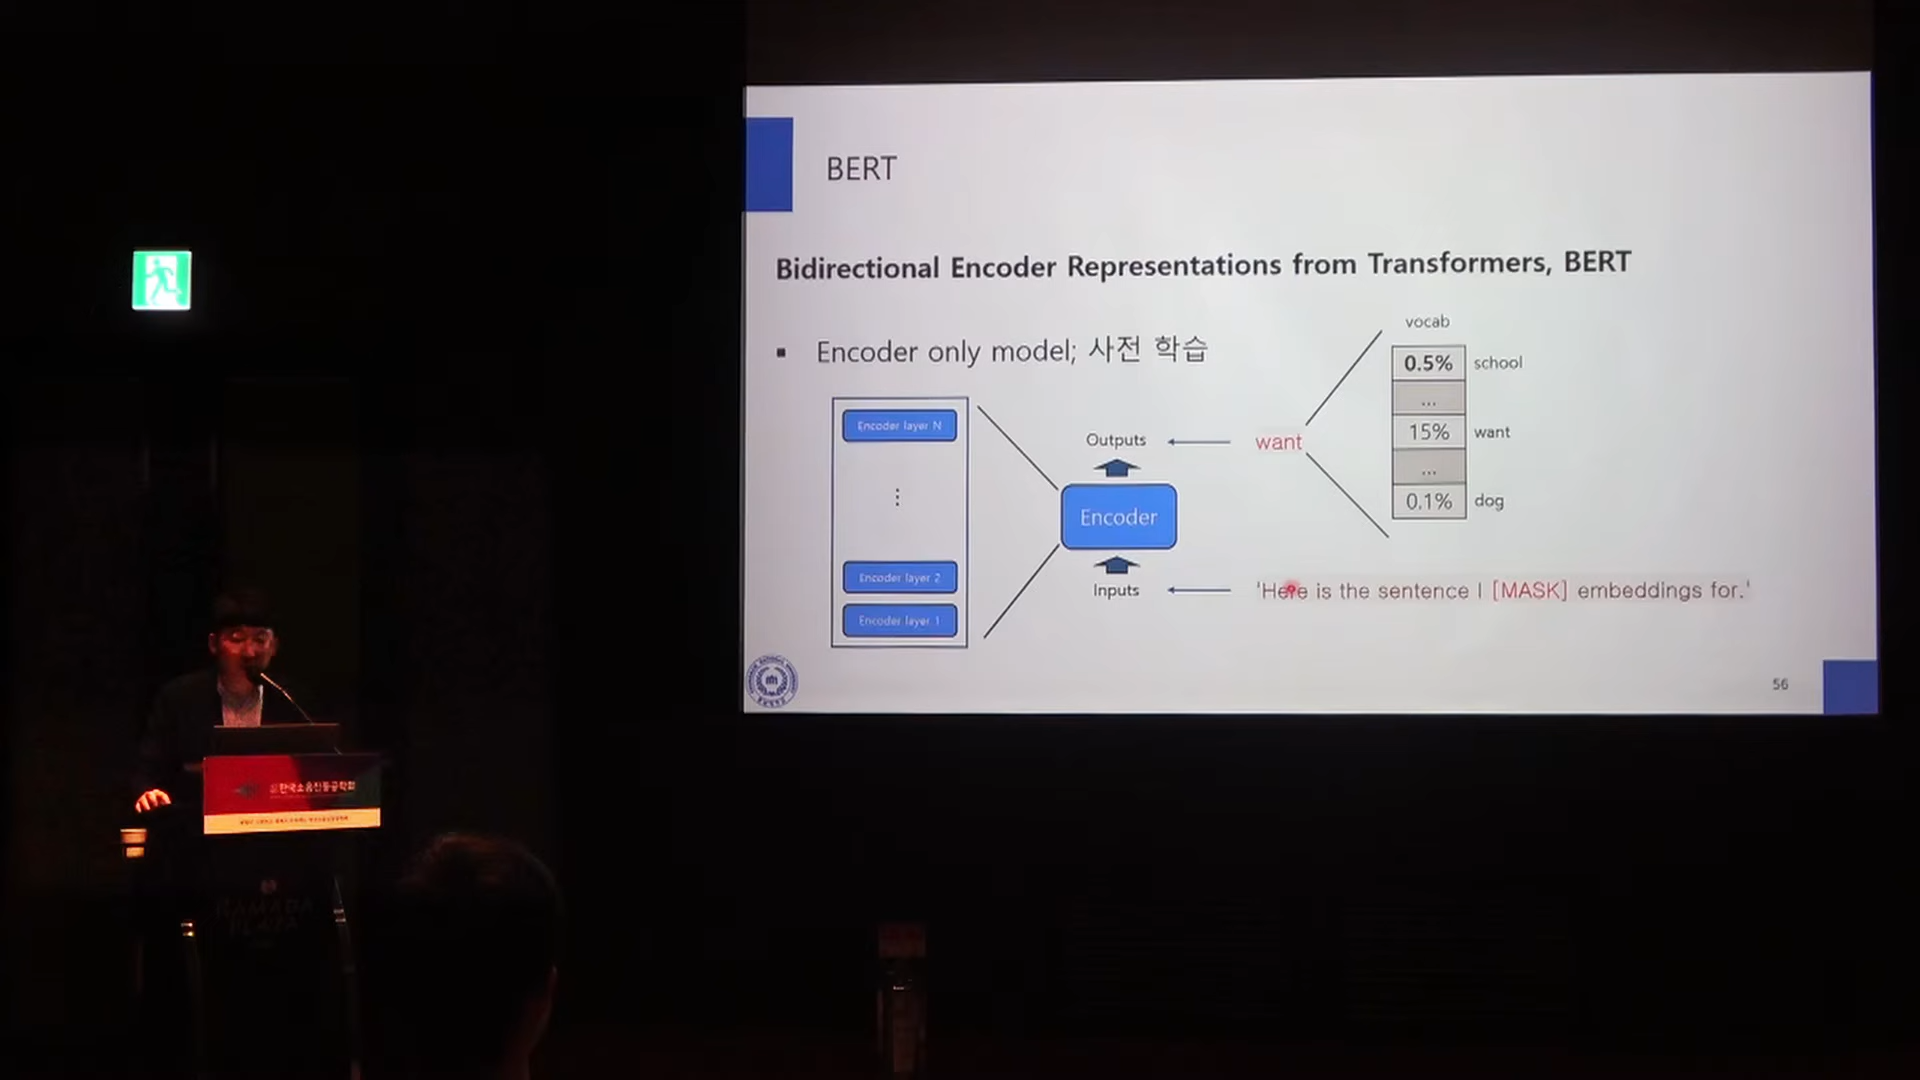 BERT
Bidirectional Encoder Representations from Transformers, BERT
▪ Encoder only model; 사전 학습
Encoder layer N
⋮
Encoder layer 2
Encoder layer 1
Outputs
Encoder
Inputs
want
vocab
0.5% school
...
15% want
...
0.1% dog
'Here is the sentence I [MASK] embeddings for.'
56
한국소음진동공학회
RAMADA
PLAZA